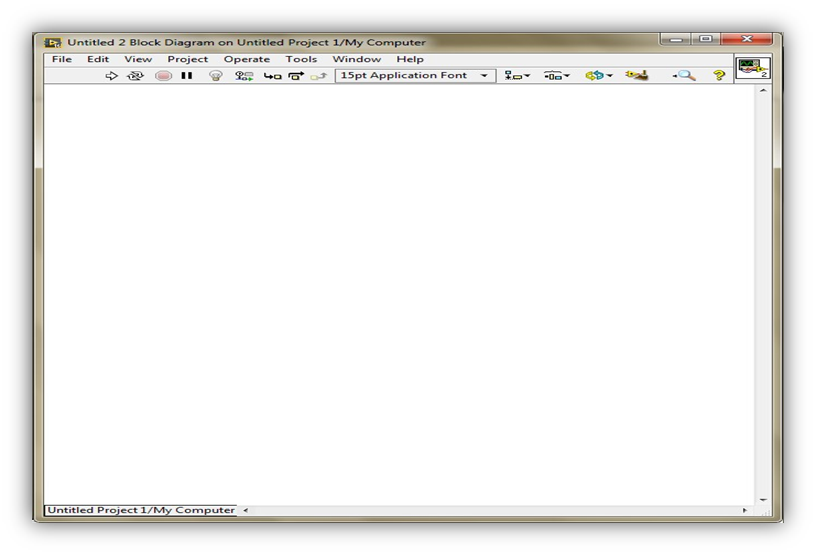 Untitled 2 Block Diagram on Untitled Project 1/My Computer
File Edit View Project Operate Tools Window Help
15pt Application Font
2
Untitled Project 1/My Computer